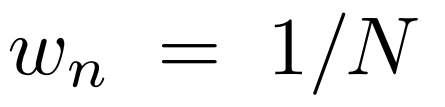 $w_n = 1/N$